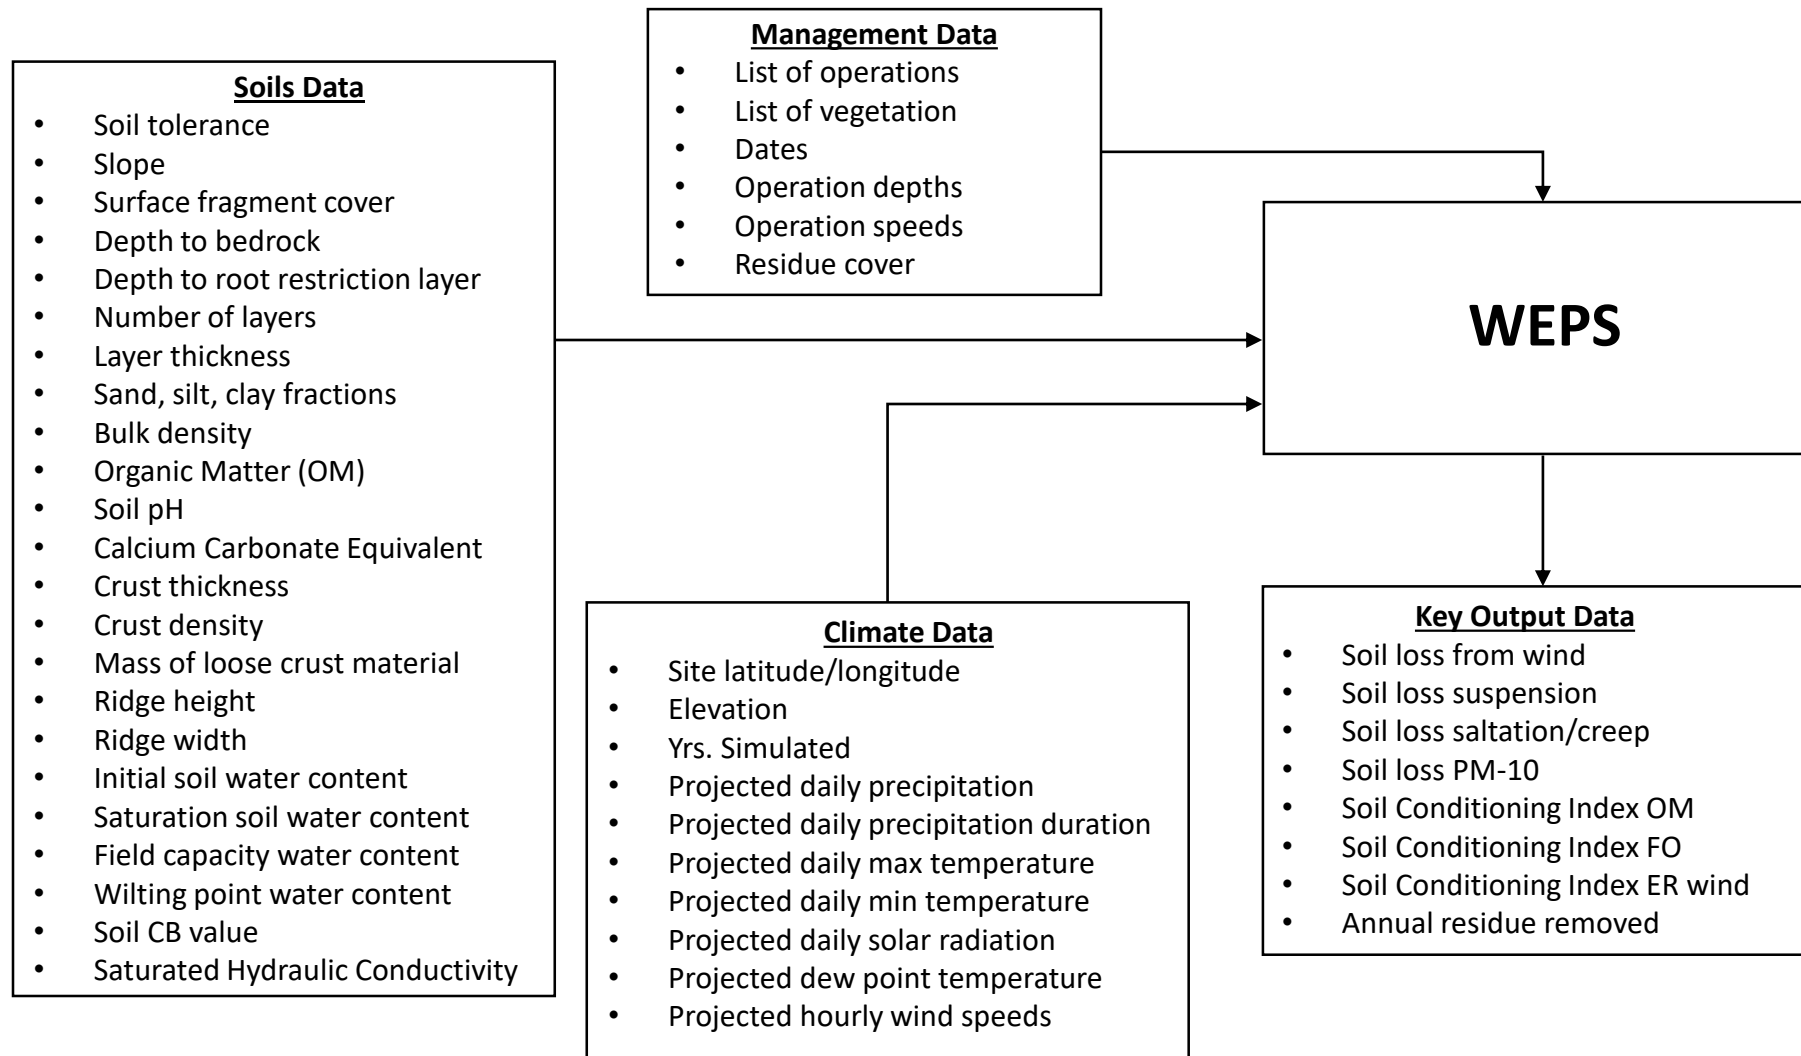 Soils Data
• Soil tolerance
• Slope
• Surface fragment cover
• Depth to bedrock
• Depth to root restriction layer
• Number of layers
• Layer thickness
• Sand, silt, clay fractions
• Bulk density
• Organic Matter (OM)
• Soil pH
• Calcium Carbonate Equivalent
• Crust thickness
• Crust density
• Mass of loose crust material
• Ridge height
• Ridge width
• Initial soil water content
• Saturation soil water content
• Field capacity water content
• Wilting point water content
• Soil CB value
• Saturated Hydraulic Conductivity
Management Data
• List of operations
• List of vegetation
• Dates
• Operation depths
• Operation speeds
• Residue cover
Climate Data
• Site latitude/longitude
• Elevation
• Yrs. Simulated
• Projected daily precipitation
• Projected daily precipitation duration
• Projected daily max temperature
• Projected daily min temperature
• Projected daily solar radiation
• Projected dew point temperature
• Projected hourly wind speeds
WEPS
Key Output Data
• Soil loss from wind
• Soil loss suspension
• Soil loss saltation/creep
• Soil loss PM-10
• Soil Conditioning Index OM
• Soil Conditioning Index FO
• Soil Conditioning Index ER wind
• Annual residue removed